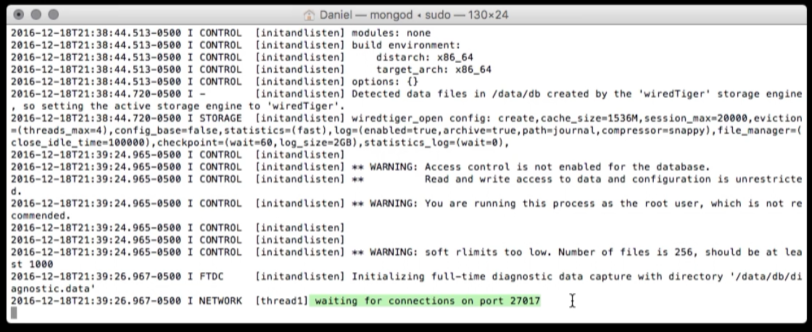 Daniel — mongod • sudo — 130×24
2016-12-18T21:38:44.513-0500 I CONTROL  [initandlisten] modules: none
2016-12-18T21:38:44.513-0500 I CONTROL  [initandlisten] build environment:
2016-12-18T21:38:44.513-0500 I CONTROL  [initandlisten]     distarch: x86_64
2016-12-18T21:38:44.513-0500 I CONTROL  [initandlisten]     target_arch: x86_64
2016-12-18T21:38:44.513-0500 I CONTROL  [initandlisten] options: {}
2016-12-18T21:38:44.720-0500 I -        [initandlisten] Detected data files in /data/db created by the 'wiredTiger' storage engine
, so setting the active storage engine to 'wiredTiger'.
2016-12-18T21:38:44.720-0500 I STORAGE  [initandlisten] wiredtiger_open config: create,cache_size=1536M,session_max=20000,eviction
=(threads_max=4),config_base=false,statistics=(fast),log=(enabled=true,archive=true,path=journal,compressor=snappy),file_manager=(
close_idle_time=100000),checkpoint=(wait=60,log_size=2GB),statistics_log=(wait=0),
2016-12-18T21:39:24.965-0500 I CONTROL  [initandlisten]
2016-12-18T21:39:24.965-0500 I CONTROL  [initandlisten] ** WARNING: Access control is not enabled for the database.
2016-12-18T21:39:24.965-0500 I CONTROL  [initandlisten] **          Read and write access to data and configuration is unrestricte
d.
2016-12-18T21:39:24.965-0500 I CONTROL  [initandlisten] ** WARNING: You are running this process as the root user, which is not re
commended.
2016-12-18T21:39:24.965-0500 I CONTROL  [initandlisten]
2016-12-18T21:39:24.965-0500 I CONTROL  [initandlisten]
2016-12-18T21:39:24.965-0500 I CONTROL  [initandlisten] ** WARNING: soft rlimits too low. Number of files is 256, should be at lea
st 1000
2016-12-18T21:39:26.967-0500 I FTDC     [initandlisten] Initializing full-time diagnostic data capture with directory '/data/db/di
agnostic.data'
2016-12-18T21:39:26.967-0500 I NETWORK  [thread1] waiting for connections on port 27017